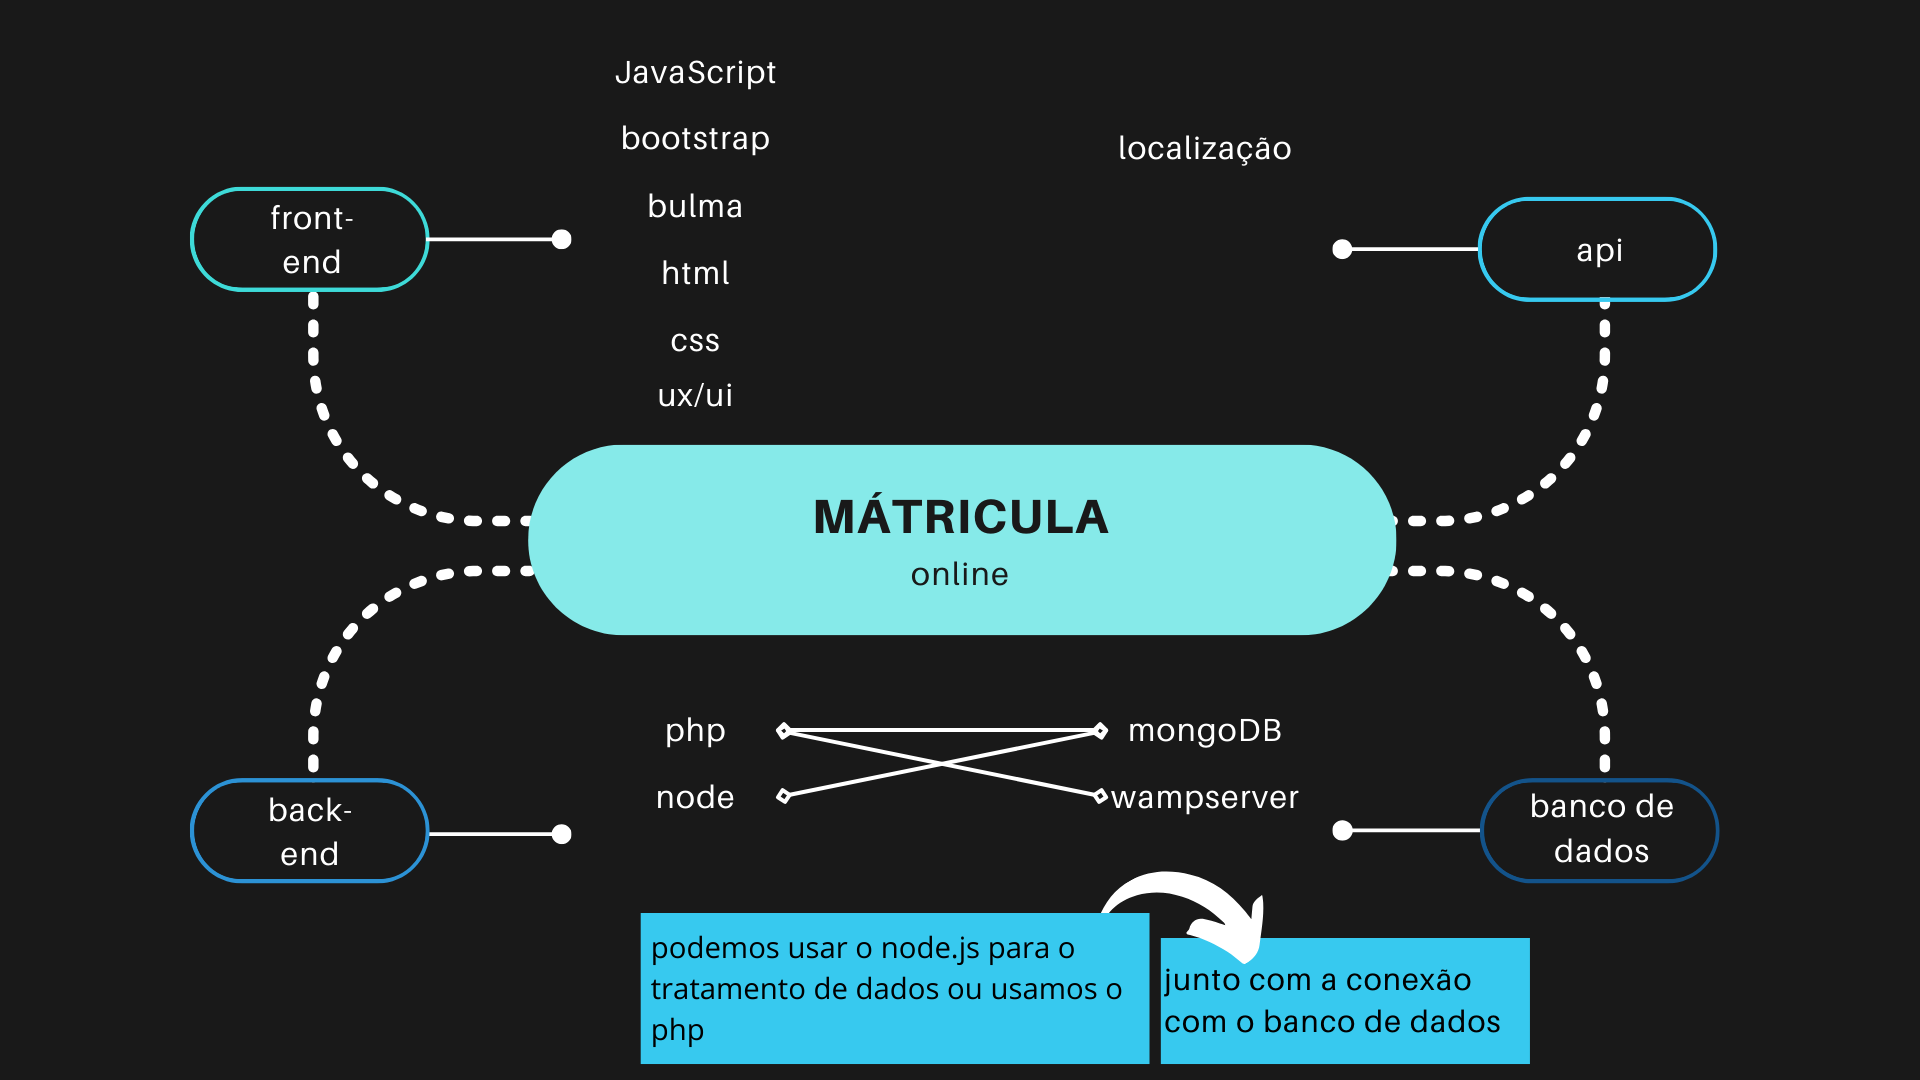 JavaScript
bootstrap
bulma
html
css
ux/ui
front-
end
localização
api
MÁTRICULA
online
php
node
mongoDB
wampserver
back-
end
banco de
dados
podemos usar o node.js para o
tratamento de dados ou usamos o
php
junto com a conexão
com o banco de dados